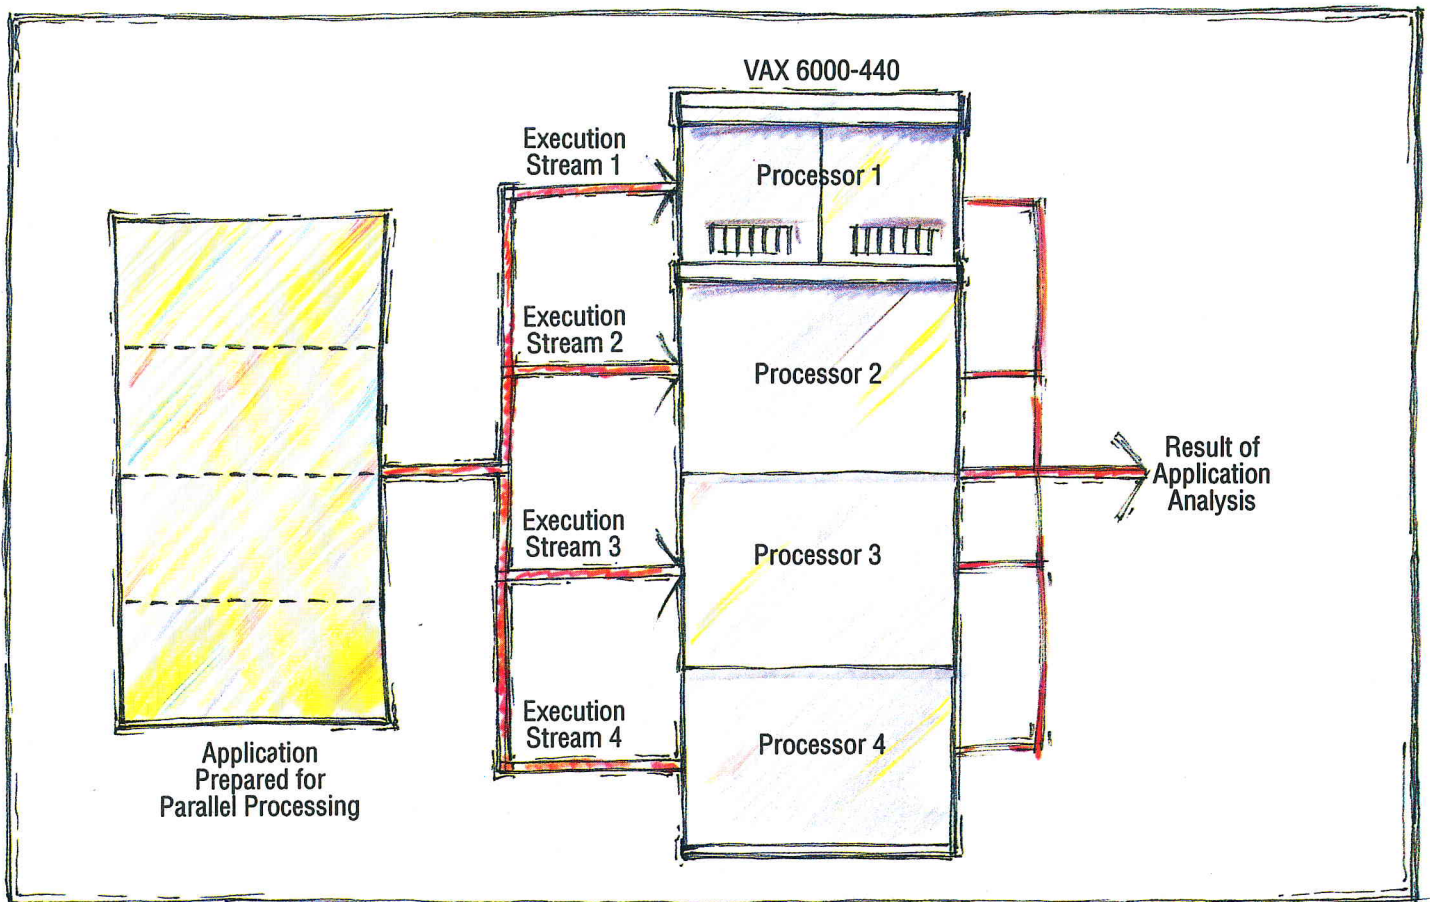 VAX 6000-440
Execution
Stream 1
Processor 1
Execution
Stream 2
Processor 2
Result of
Application
Analysis
Execution
Stream 3
Processor 3
Execution
Stream 4
Processor 4
Application
Prepared for
Parallel Processing